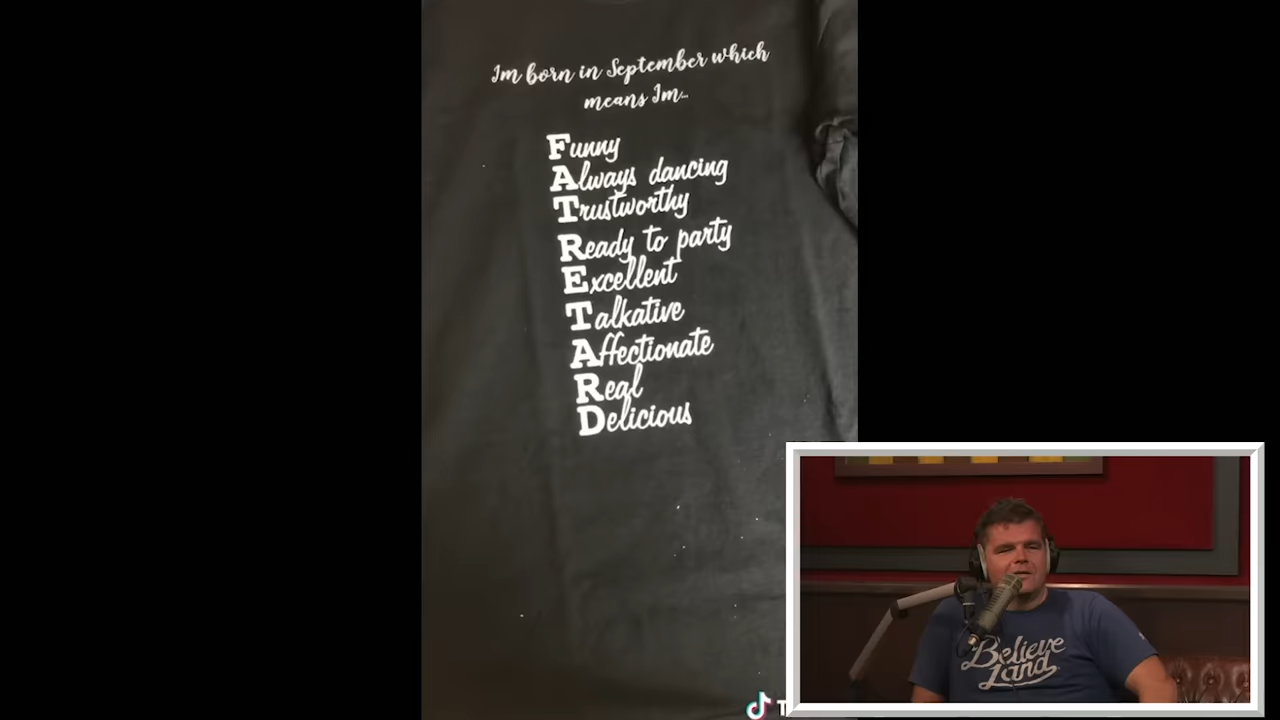 Im born in September which
means Im...
Funny
Always dancing
Trustworthy
Ready to party
Excellent
Talkative
Affectionate
Real
Delicious
Believe
Land
T